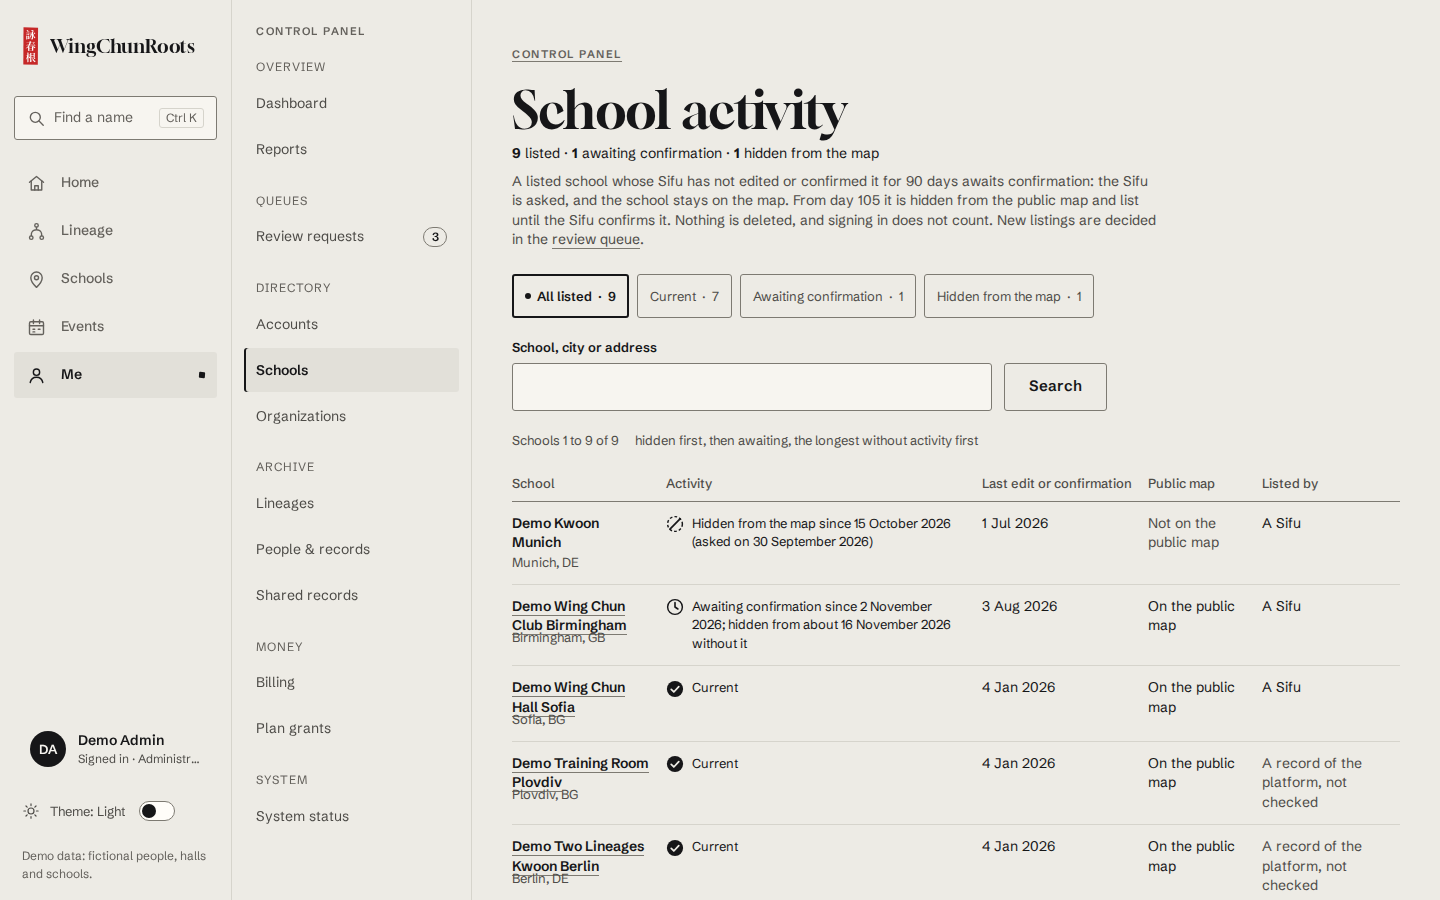 詠春根
WingChunRoots
Find a name
Ctrl K
Home
Lineage
Schools
Events
Me
DA
Demo Admin
Signed in · Administr...
Theme: Light
Demo data: fictional people, halls
and schools.
CONTROL PANEL
OVERVIEW
Dashboard
Reports
QUEUES
Review requests 3
DIRECTORY
Accounts
Schools
Organizations
ARCHIVE
Lineages
People & records
Shared records
MONEY
Billing
Plan grants
SYSTEM
System status
CONTROL PANEL
School activity
9 listed · 1 awaiting confirmation · 1 hidden from the map
A listed school whose Sifu has not edited or confirmed it for 90 days awaits confirmation: the Sifu
is asked, and the school stays on the map. From day 105 it is hidden from the public map and list
until the Sifu confirms it. Nothing is deleted, and signing in does not count. New listings are decided
in the review queue.
All listed · 9
Current · 7
Awaiting confirmation · 1
Hidden from the map · 1
School, city or address
Search
Schools 1 to 9 of 9 hidden first, then awaiting, the longest without activity first
School Activity Last edit or confirmation Public map Listed by
Demo Kwoon
Munich
Munich, DE
Hidden from the map since 15 October 2026
(asked on 30 September 2026)
1 Jul 2026
Not on the
public map
A Sifu
Demo Wing Chun
Club Birmingham
Birmingham, GB
Awaiting confirmation since 2 November
2026; hidden from about 16 November 2026
without it
3 Aug 2026
On the public
map
A Sifu
Demo Wing Chun
Hall Sofia
Sofia, BG
Current
4 Jan 2026
On the public
map
A Sifu
Demo Training Room
Plovdiv
Plovdiv, BG
Current
4 Jan 2026
On the public
map
A record of the
platform, not
checked
Demo Two Lineages
Kwoon Berlin
Berlin, DE
Current
4 Jan 2026
On the public
map
A record of the
platform, not
checked